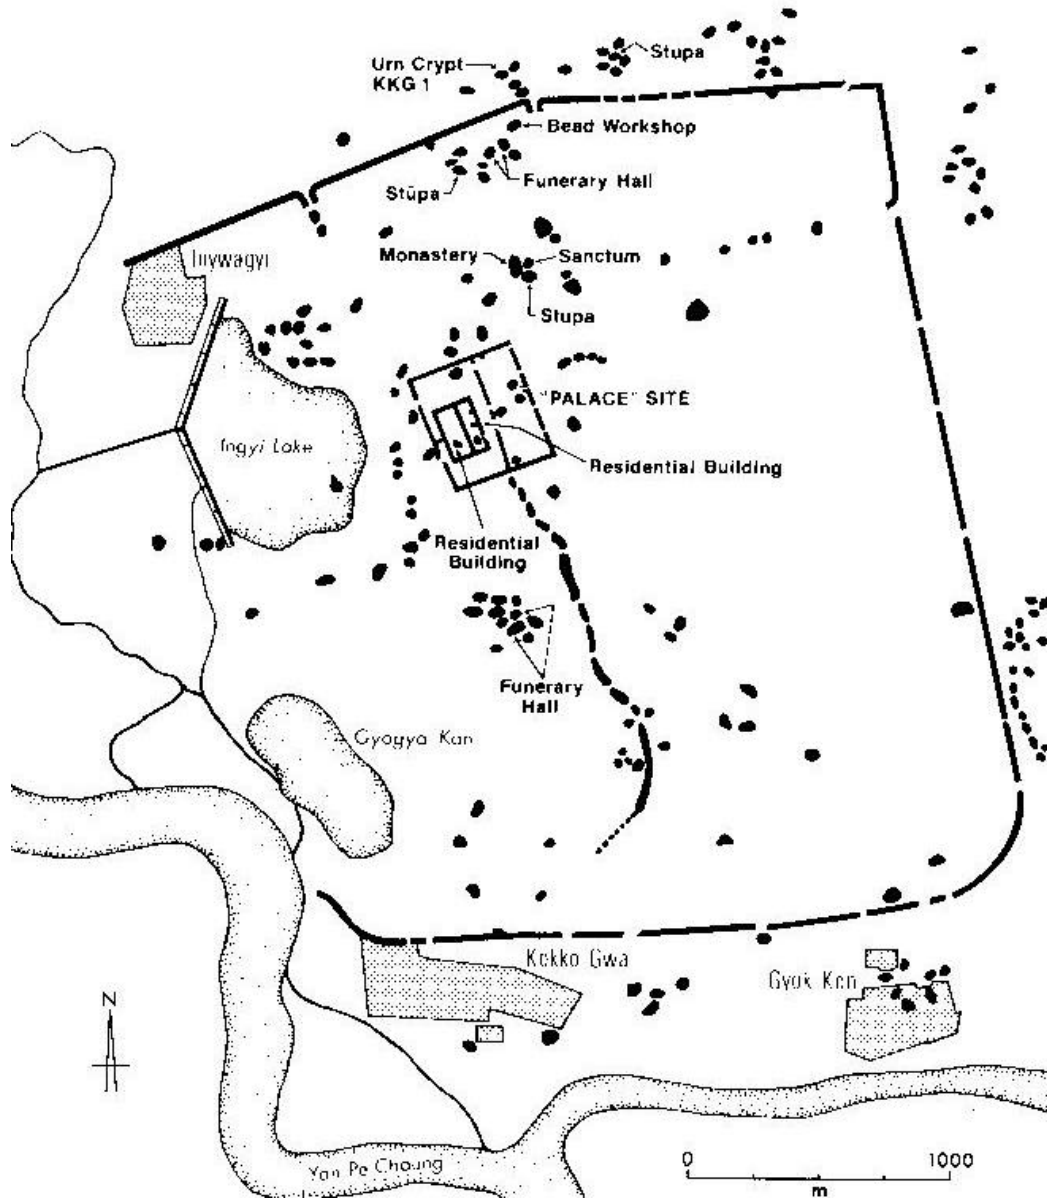 Stupa
Urn Crypt
KKG 1
Bead Workshop
Funerary Hall
Stūpa
Monastery
Sanctum
Stupa
"PALACE" SITE
Ingyi Lake
Residential Building
Residential
Building
Funerary
Hall
Gyogya Kan
Kokko Gwa
Gyok Kon
N
Yan Pe Chaung
0 1000
m